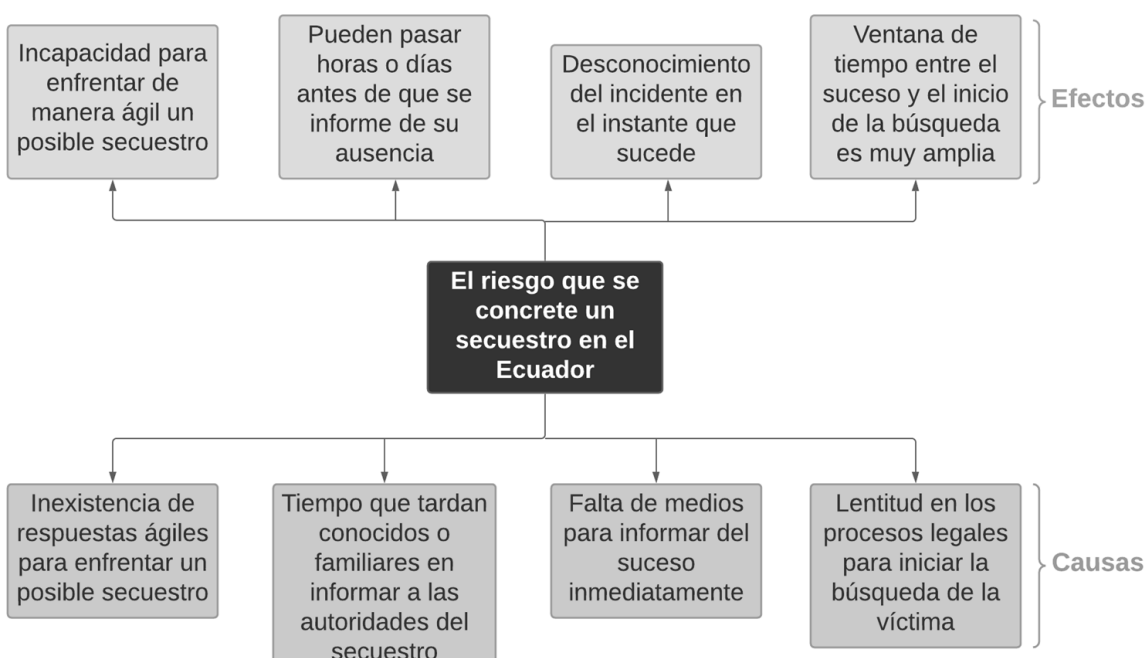 Incapacidad para
enfrentar de
manera ágil un
posible secuestro
Pueden pasar
horas o días
antes de que se
informe de su
ausencia
Desconocimiento
del incidente en
el instante que
sucede
Ventana de
tiempo entre el
suceso y el inicio
de la búsqueda
es muy amplia
Efectos
El riesgo que se
concrete un
secuestro en el
Ecuador
Inexistencia de
respuestas ágiles
para enfrentar un
posible secuestro
Tiempo que tardan
conocidos o
familiares en
informar a las
autoridades del
secuestro
Falta de medios
para informar del
suceso
inmediatamente
Lentitud en los
procesos legales
para iniciar la
búsqueda de la
víctima
Causas